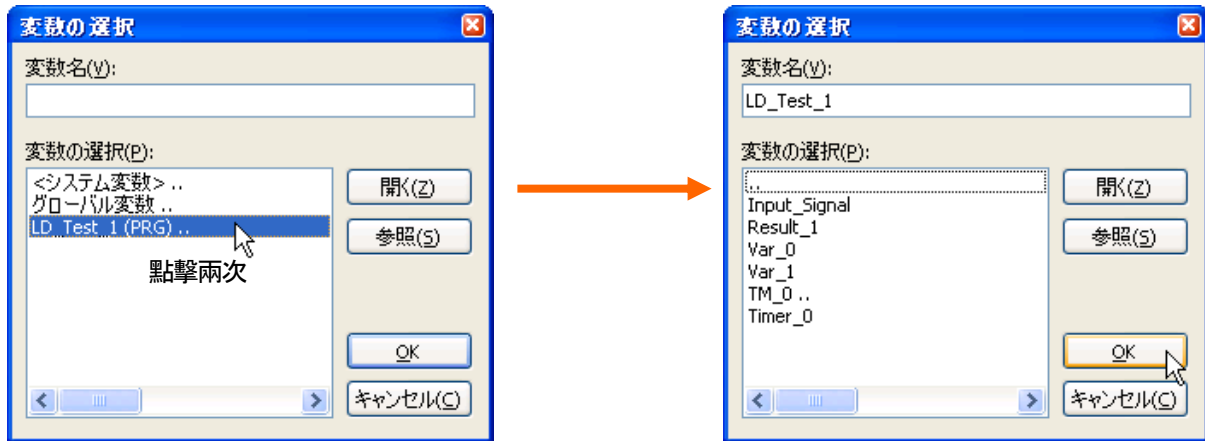 変数の選択
変数名(V):
変数の選択(P):
<システム変数> ..
グローバル変数 ..
LD_Test_1 (PRG) ..
點擊兩次
開く(Z)
参照(S)
OK
キャンセル(C)
変数の選択
変数名(V):
LD_Test_1
変数の選択(P):
..
Input_Signal
Result_1
Var_0
Var_1
TM_0 ..
Timer_0
開く(Z)
参照(S)
OK
キャンセル(C)